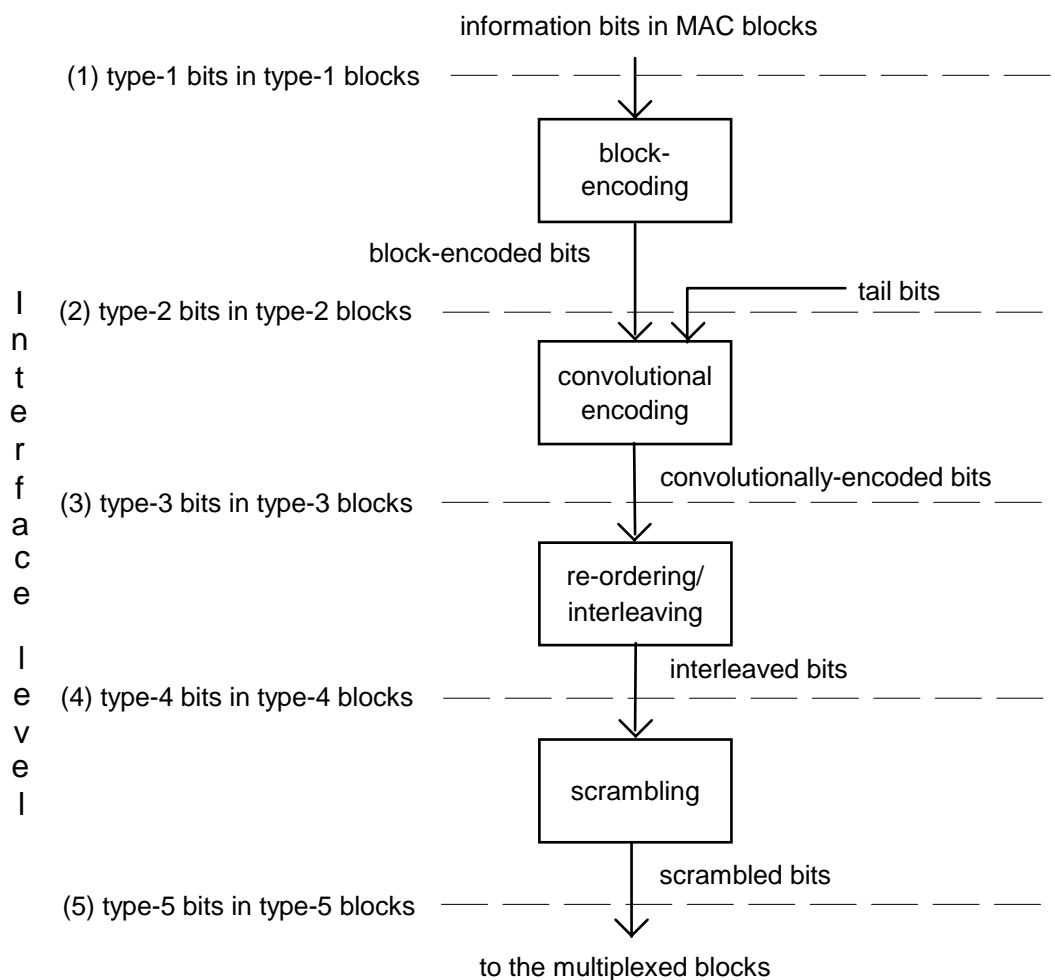 information bits in MAC blocks
(1) type-1 bits in type-1 blocks
block-
encoding
block-encoded bits
tail bits
(2) type-2 bits in type-2 blocks
convolutional
encoding
convolutionally-encoded bits
(3) type-3 bits in type-3 blocks
re-ordering/
interleaving
interleaved bits
(4) type-4 bits in type-4 blocks
scrambling
scrambled bits
(5) type-5 bits in type-5 blocks
to the multiplexed blocks
Interface level